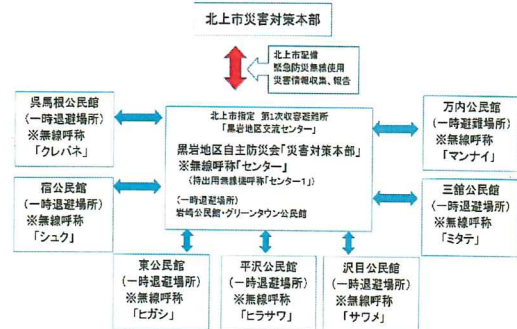 北上市災害対策本部
北上市配備
緊急防災無線使用
災害情報収集、報告
呉馬根公民館
(一時退避場所)
※無線呼称
「クレバネ」
宿公民館
(一時退避場所)
※無線呼称
「シュク」
北上市指定 第1次収容避難所
「黒岩地区交流センター」
黒岩地区自主防災会「災害対策本部」
※無線呼称「センター」
(持出用無線機呼称「センター1」)
(一時退避場所)
岩崎公民館・グリーンタウン公民館
万内公民館
(一時避難場所)
※無線呼称
「マンナイ」
三舘公民館
(一時退避場所)
※無線呼称
「ミタテ」
東公民館
(一時退避場所)
※無線呼称
「ヒガシ」
平沢公民館
(一時退避場所)
※無線呼称
「ヒラサワ」
沢目公民館
(一時退避場所)
※無線呼称
「サワメ」